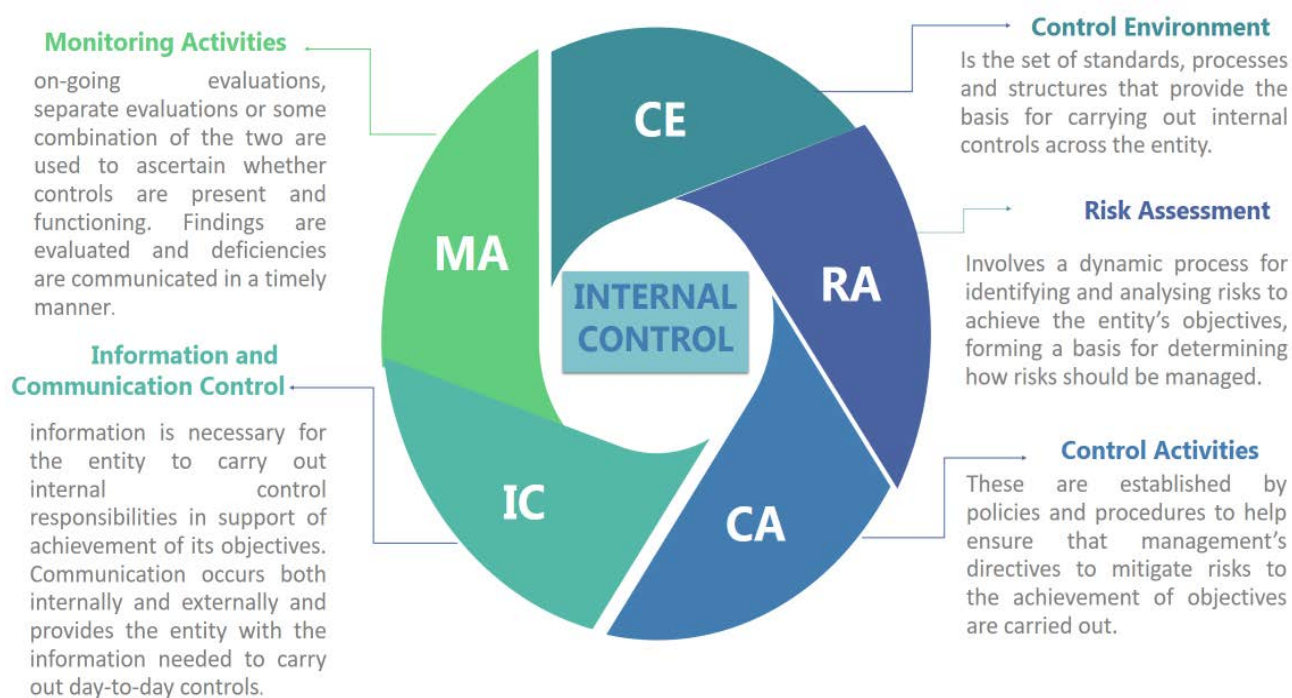 Monitoring Activities
on-going evaluations,
separate evaluations or some
combination of the two are
used to ascertain whether
controls are present and
functioning. Findings are
evaluated and deficiencies
are communicated in a timely
manner.
Information and
Communication Control
information is necessary for
the entity to carry out
internal control
responsibilities in support of
achievement of its objectives.
Communication occurs both
internally and externally and
provides the entity with the
information needed to carry
out day-to-day controls.
CE
MA
RA
INTERNAL
CONTROL
IC
CA
Control Environment
Is the set of standards, processes
and structures that provide the
basis for carrying out internal
controls across the entity.
Risk Assessment
Involves a dynamic process for
identifying and analysing risks to
achieve the entity's objectives,
forming a basis for determining
how risks should be managed.
Control Activities
These are established by
policies and procedures to help
ensure that management's
directives to mitigate risks to
the achievement of objectives
are carried out.